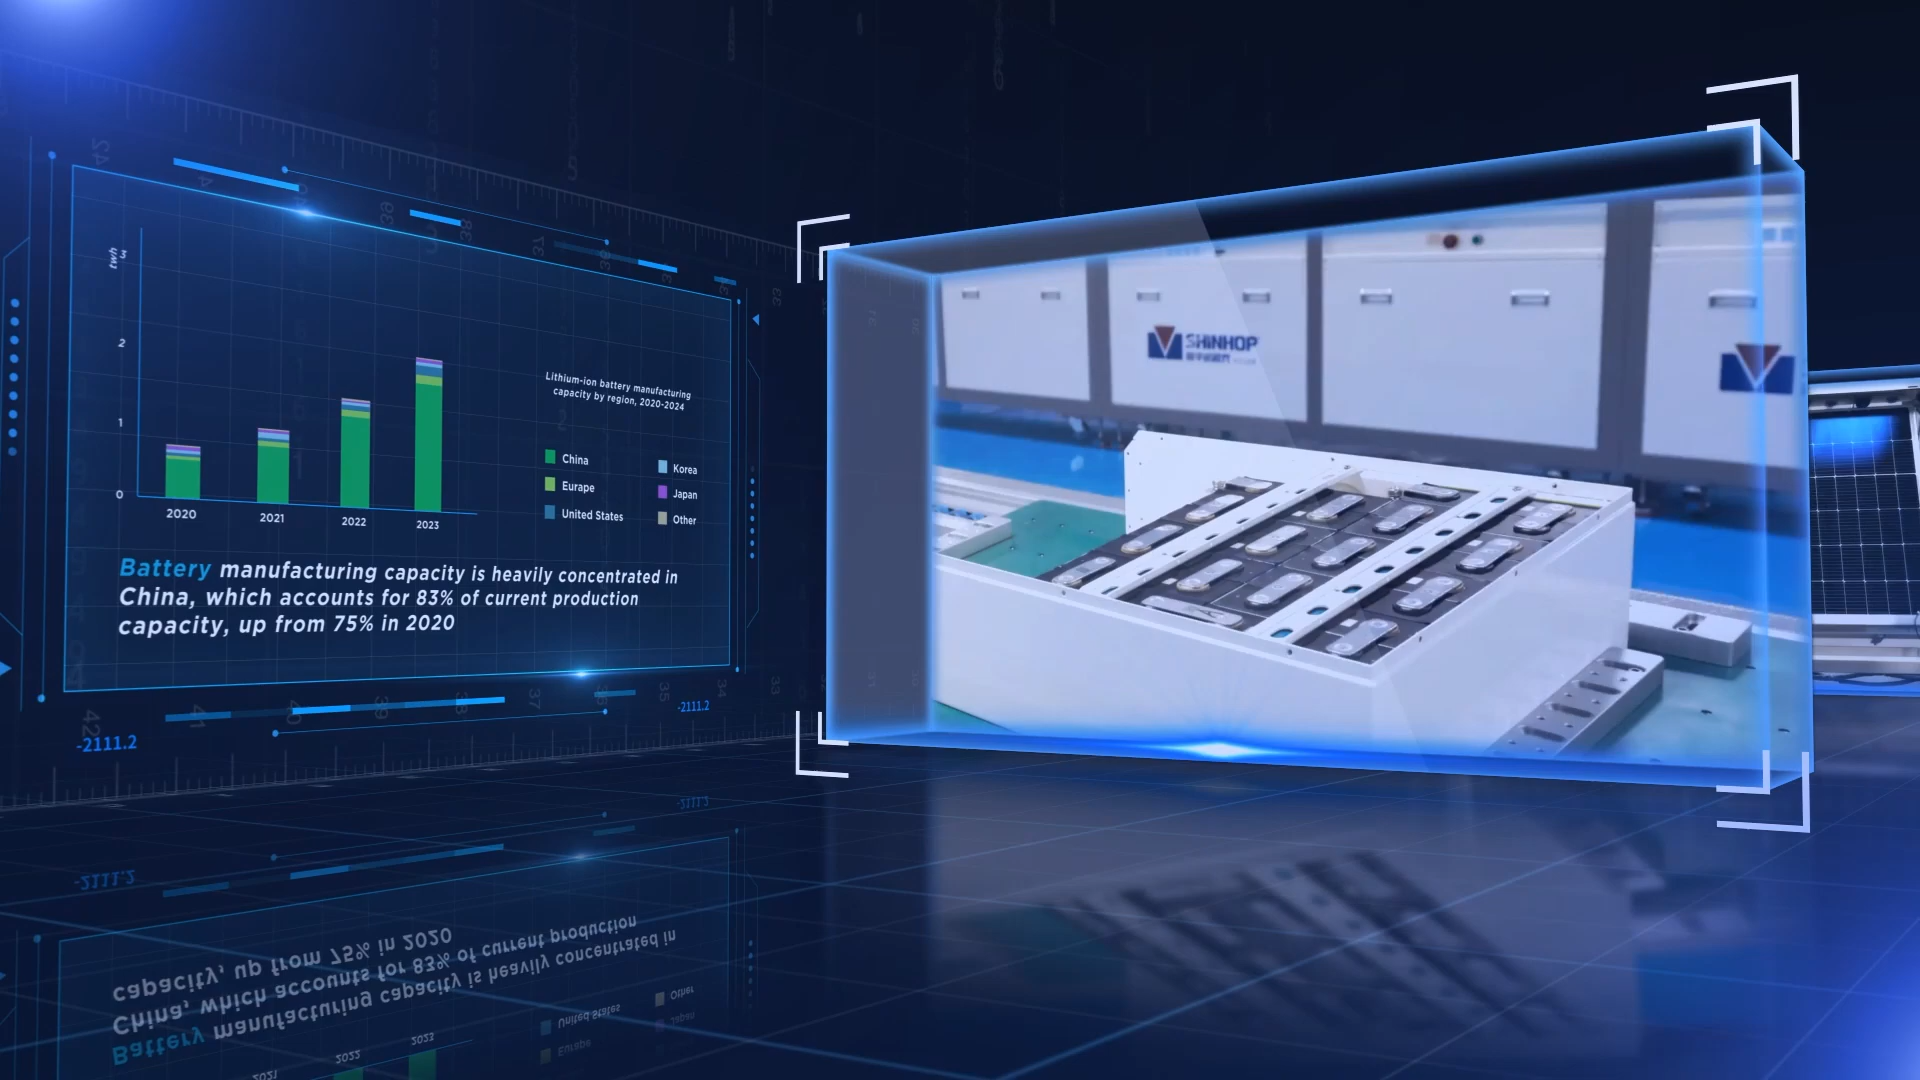 twh
3
2
1
0
2020
2021
2022
2023
Lithium-ion battery manufacturing
capacity by region, 2020-2024
China
Europe
United States
Korea
Japan
Other
Battery manufacturing capacity is heavily concentrated in
China, which accounts for 83% of current production
capacity, up from 75% in 2020
-2111.2
-2111.2
SHINHOP